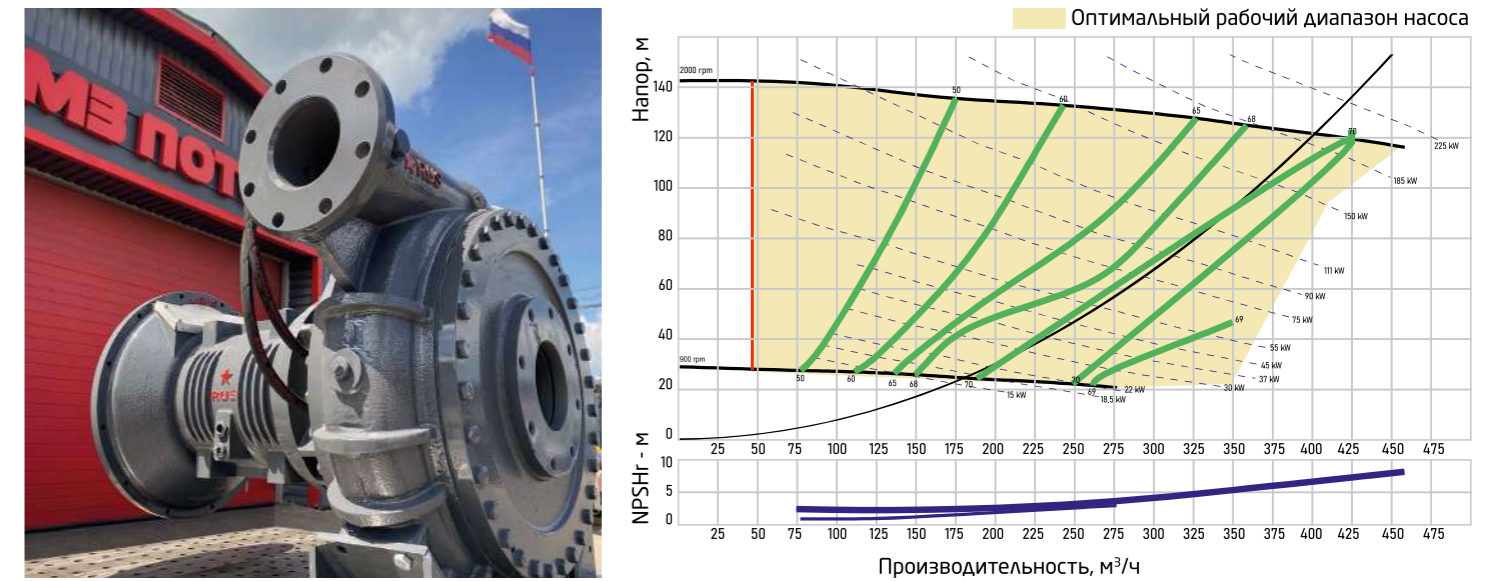 МЗ ПОТ
RUS
RUS
Оптимальный рабочий диапазон насоса
Напор, м
140
120
100
80
60
40
20
0
2000 rpm
900 rpm
50
60
65
68
70
225 kW
185 kW
150 kW
111 kW
90 kW
75 kW
55 kW
45 kW
37 kW
30 kW
22 kW
18,5 kW
15 kW
69
50
60
65
68
70
70
69
25 50 75 100 125 150 175 200 225 250 275 300 325 350 375 400 425 450 475
NPSHr - м
10
5
0
25 50 75 100 125 150 175 200 225 250 275 300 325 350 375 400 425 450 475
Производительность, м³/ч